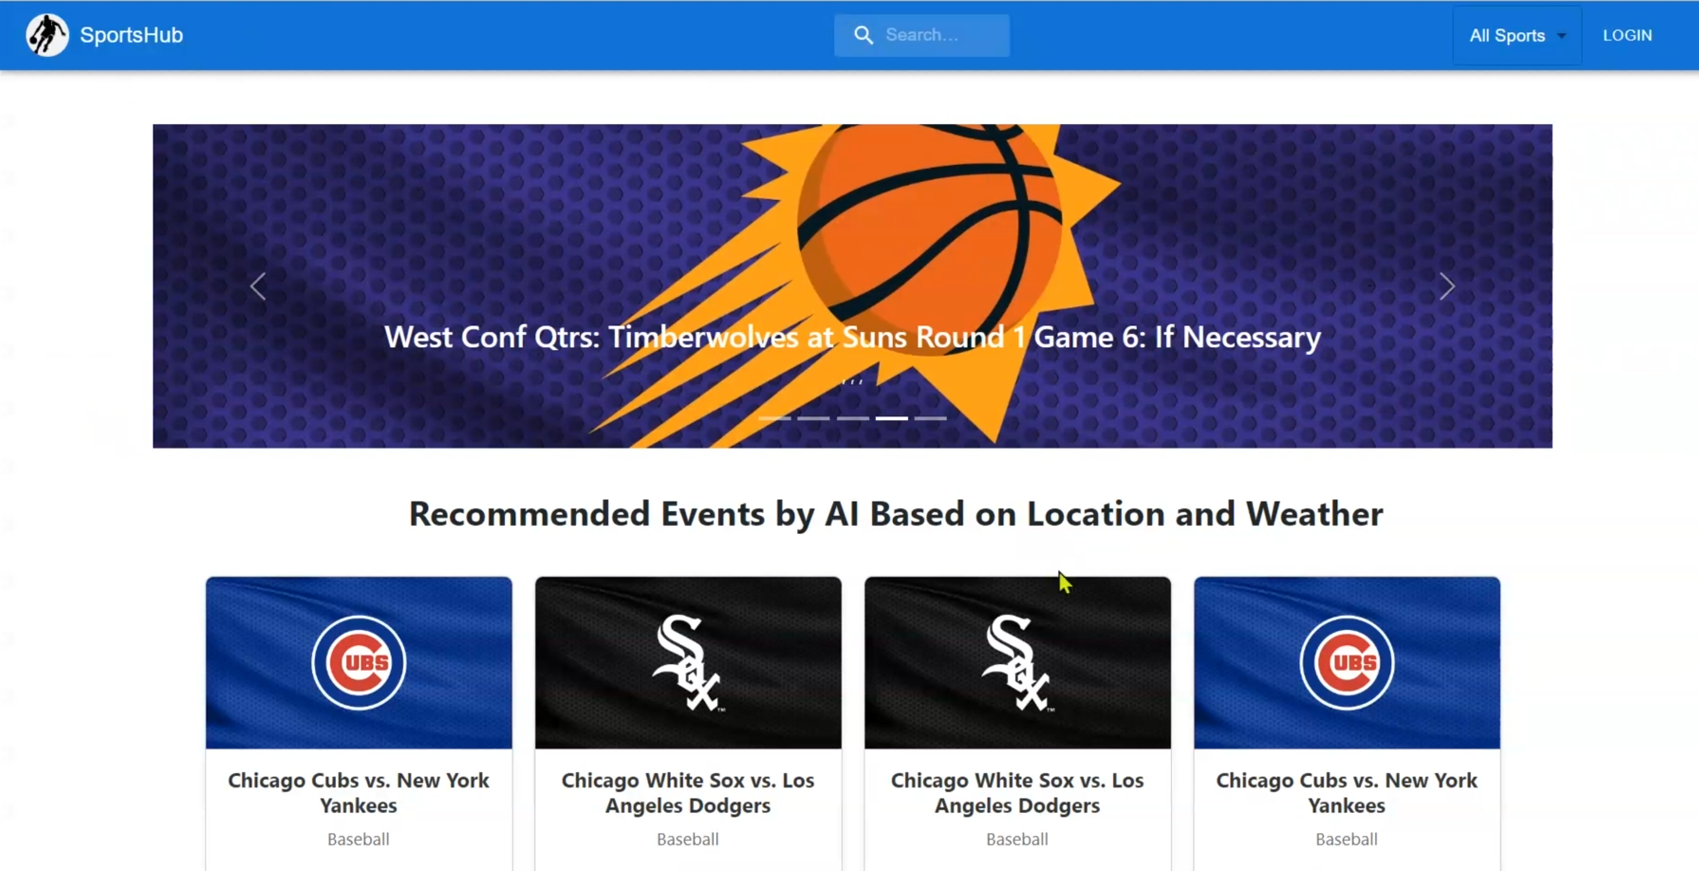 SportsHub
Search...
All Sports
LOGIN
West Conf Qtrs: Timberwolves at Suns Round 1 Game 6: If Necessary
, , ,
Recommended Events by AI Based on Location and Weather
CUBS
Sox
Sox
CUBS
Chicago Cubs vs. New York
Yankees
Baseball
Chicago White Sox vs. Los
Angeles Dodgers
Baseball
Chicago White Sox vs. Los
Angeles Dodgers
Baseball
Chicago Cubs vs. New York
Yankees
Baseball